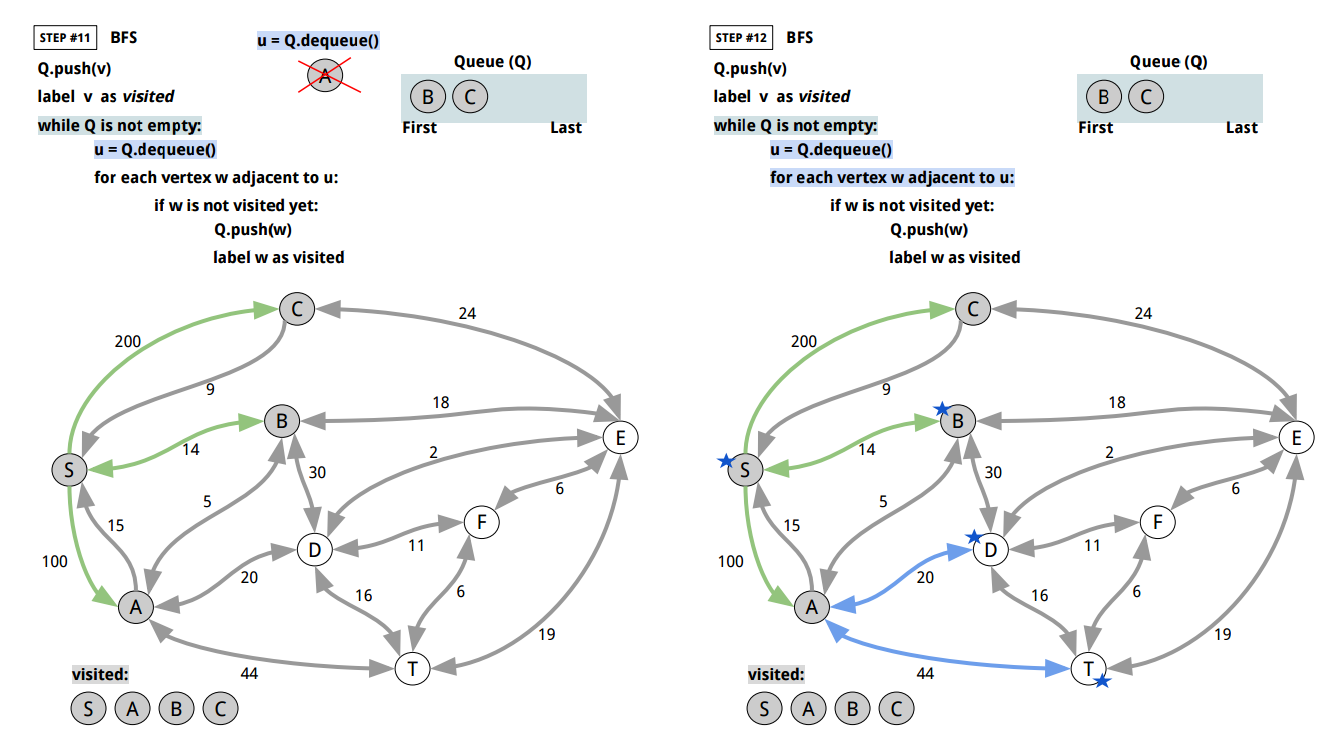 STEP #11 BFS
u = Q.dequeue()
A
Q.push(v)
label v as visited
while Q is not empty:
u = Q.dequeue()
for each vertex w adjacent to u:
if w is not visited yet:
Q.push(w)
label w as visited
Queue (Q)
B C
First Last
C
24
200
9
B
18
14
E
S
2
30
6
5
15
F
D
11
100
20
16
6
A
19
T
44
visited:
S A B C
STEP #12 BFS
Q.push(v)
label v as visited
while Q is not empty:
u = Q.dequeue()
for each vertex w adjacent to u:
if w is not visited yet:
Q.push(w)
label w as visited
Queue (Q)
B C
First Last
C
24
200
9
B
18
14
E
S
2
30
6
5
15
F
D
11
100
20
16
6
A
19
T
44
visited:
S A B C